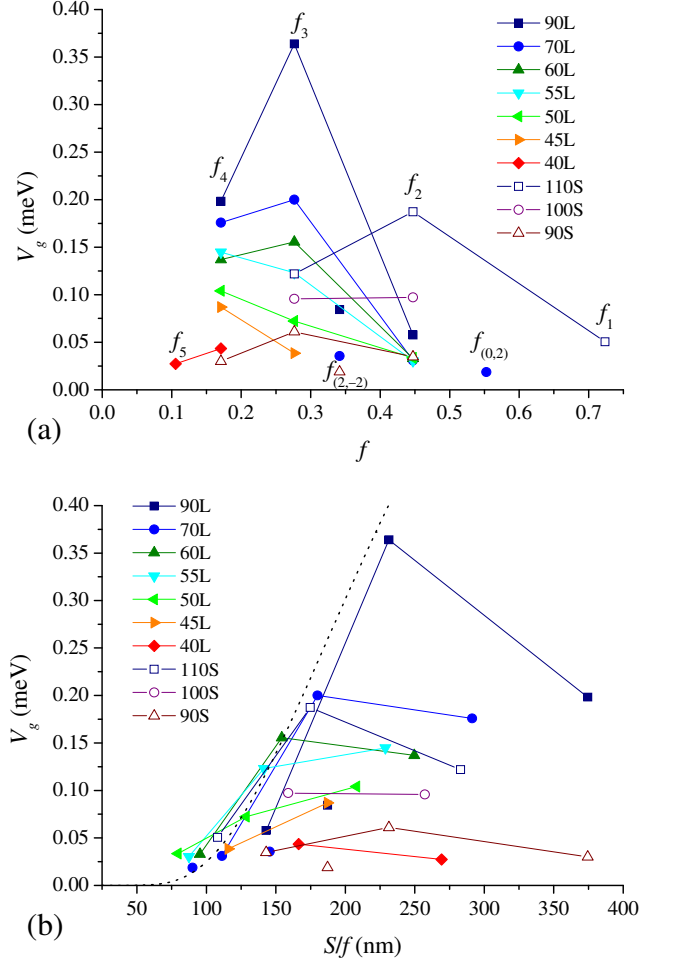 0.40
0.35
0.30
0.25
0.20
0.15
0.10
0.05
0.00
V_g (meV)
f_3
f_4
f_2
f_1
f_5
f_(2,−2)
f_(0,2)
90L
70L
60L
55L
50L
45L
40L
110S
100S
90S
0.0 0.1 0.2 0.3 0.4 0.5 0.6 0.7
(a)
f
0.40
0.35
0.30
0.25
0.20
0.15
0.10
0.05
0.00
V_g (meV)
90L
70L
60L
55L
50L
45L
40L
110S
100S
90S
50 100 150 200 250 300 350 400
(b)
S/f (nm)